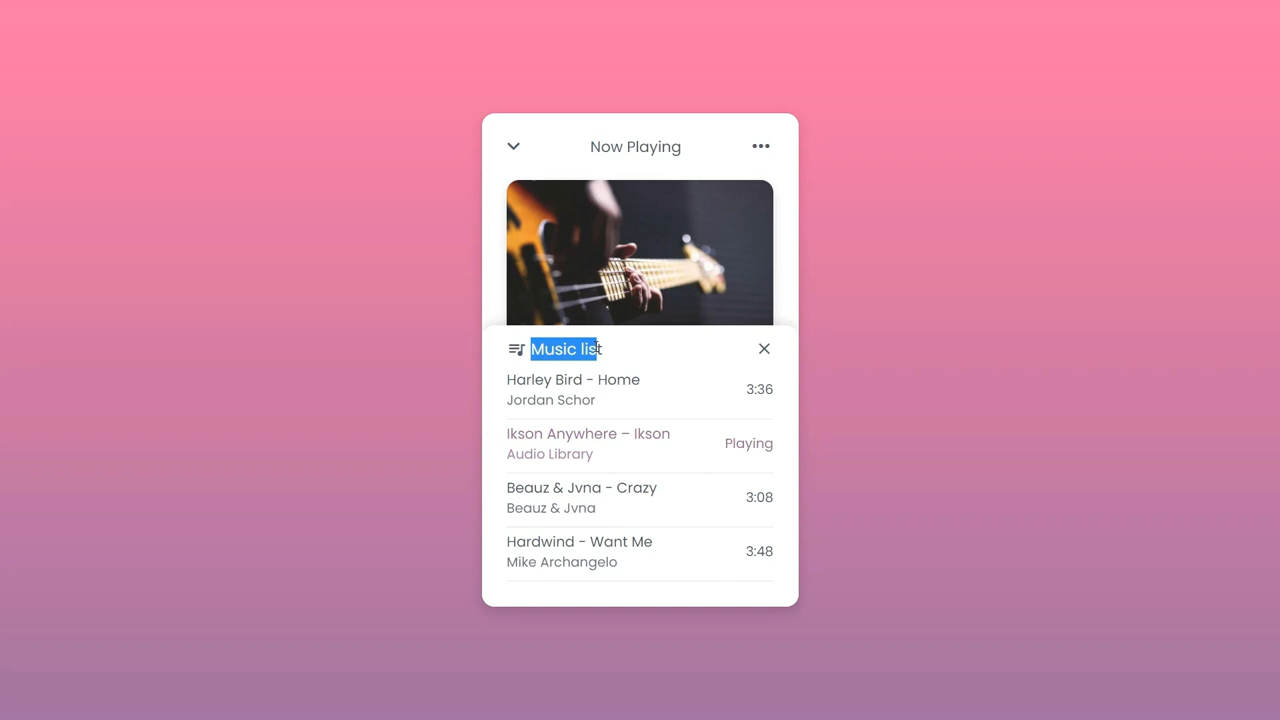 Now Playing
Music list
Harley Bird - Home
Jordan Schor
3:36
Ikson Anywhere – Ikson
Audio Library
Playing
Beauz & Jvna - Crazy
Beauz & Jvna
3:08
Hardwind - Want Me
Mike Archangelo
3:48